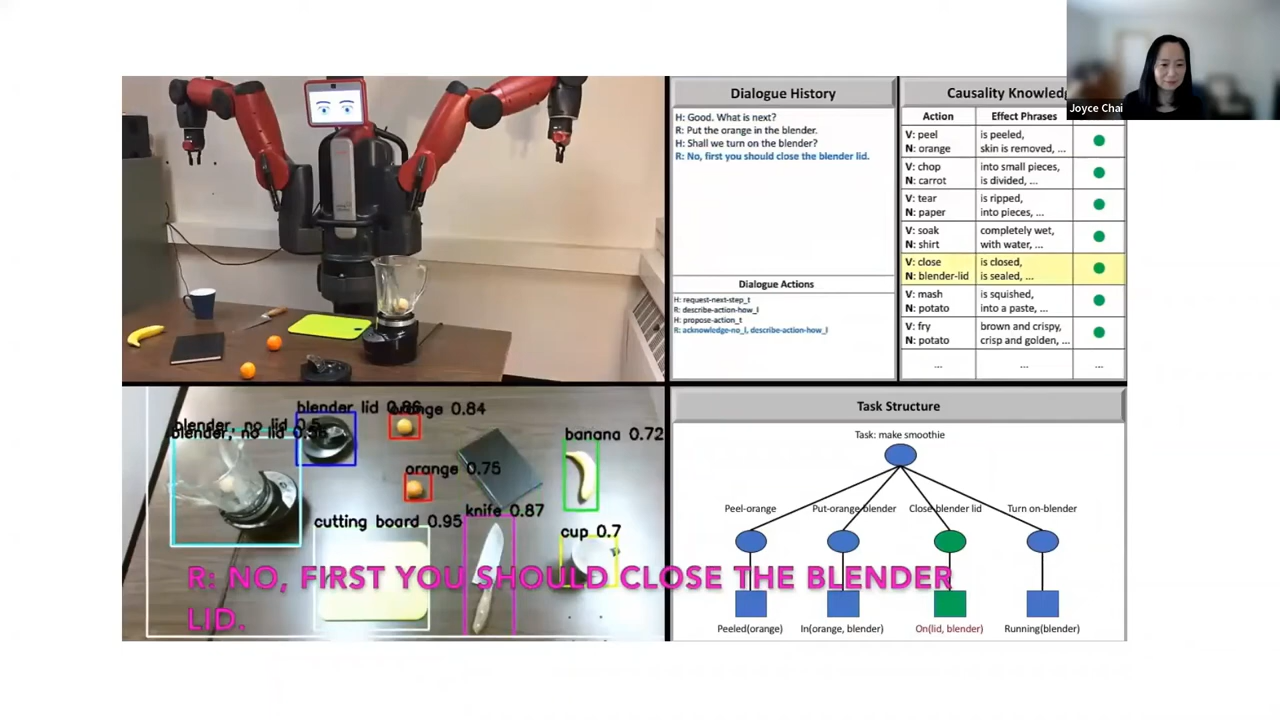 Joyce Chai
Dialogue History
H: Good. What is next?
R: Put the orange in the blender.
H: Shall we turn on the blender?
R: No, first you should close the blender lid.
Dialogue Actions
H: request-next-step_t
R: describe-action-how_l
H: propose-action_t
R: acknowledge-no_l, describe-action-how_l
Causality Knowledg
Action Effect Phrases
V: peel is peeled,
N: orange skin is removed, ...
V: chop into small pieces,
N: carrot is divided, ...
V: tear is ripped,
N: paper into pieces, ...
V: soak completely wet,
N: shirt with water, ...
V: close is closed,
N: blender-lid is sealed, ...
V: mash is squished,
N: potato into a paste, ...
V: fry brown and crispy,
N: potato crisp and golden, ...
... ... ...
blender lid orange 0.84
blender, no lid
blender, no lid
banana 0.72
orange 0.75
knife 0.87
cutting board 0.95
cup 0.7
Task Structure
Task: make smoothie
Peel-orange Put-orange-blender Close blender lid Turn on-blender
Peeled(orange) In(orange, blender) On(lid, blender) Running(blender)
R: NO, FIRST YOU SHOULD CLOSE THE BLENDER
LID.